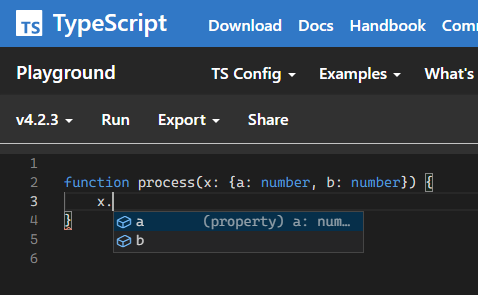 TS TypeScript Download Docs Handbook Com
Playground TS Config Examples What's
v4.2.3 Run Export Share
1
2 function process(x: {a: number, b: number}) {
3 x.
a (property) a: num…
4 }
b
5
6